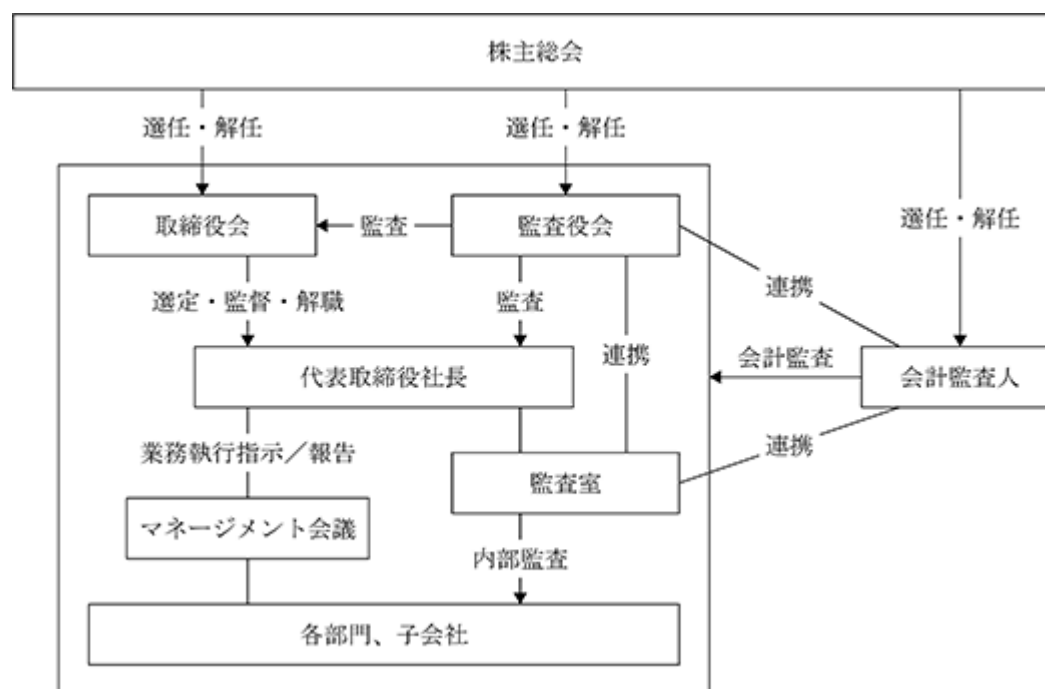 株主総会
選任・解任
選任・解任
選任・解任
取締役会
監査
監査役会
選定・監督・解職
監査
連携
連携
代表取締役社長
会計監査
会計監査人
業務執行指示／報告
連携
監査室
マネージメント会議
内部監査
各部門、子会社